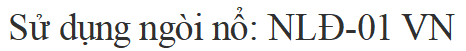 Sử dụng ngòi nổ: NLĐ-01 VN